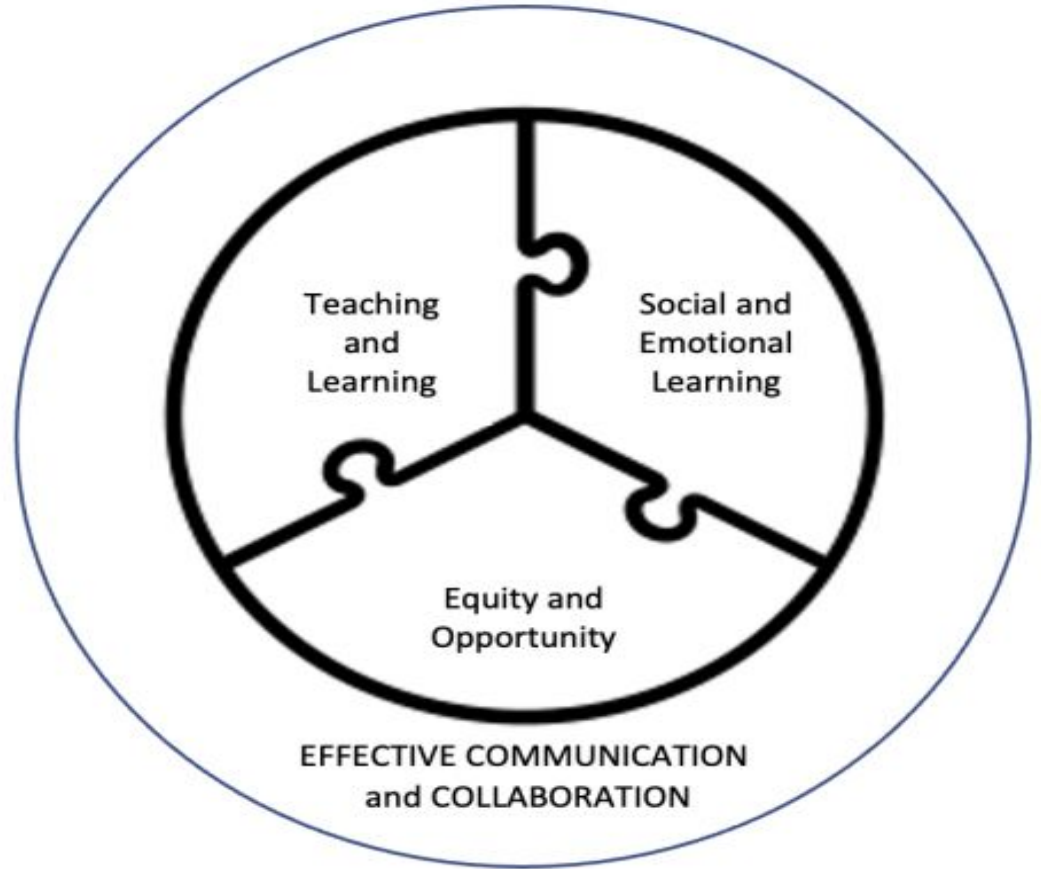 Teaching
and
Learning
Social and
Emotional
Learning
Equity and
Opportunity
EFFECTIVE COMMUNICATION
and COLLABORATION